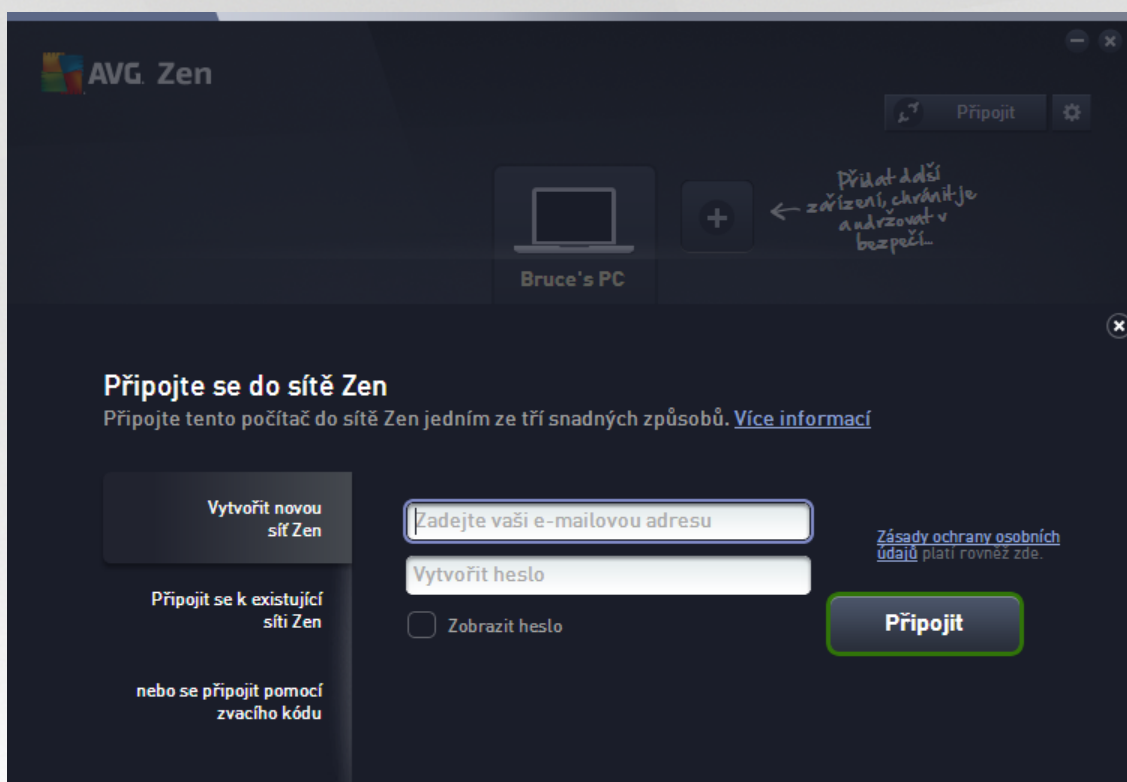 AVG. Zen
Připojit
Přidat další
zařízení, chránit je
a udržovat v
bezpečí...
Bruce's PC
Připojte se do sítě Zen
Připojte tento počítač do sítě Zen jedním ze tří snadných způsobů. Více informací
Vytvořit novou
síť Zen
Připojit se k existující
síti Zen
nebo se připojit pomocí
zvacího kódu
Zadejte vaši e-mailovou adresu
Vytvořit heslo
Zobrazit heslo
Zásady ochrany osobních
údajů platí rovněž zde.
Připojit